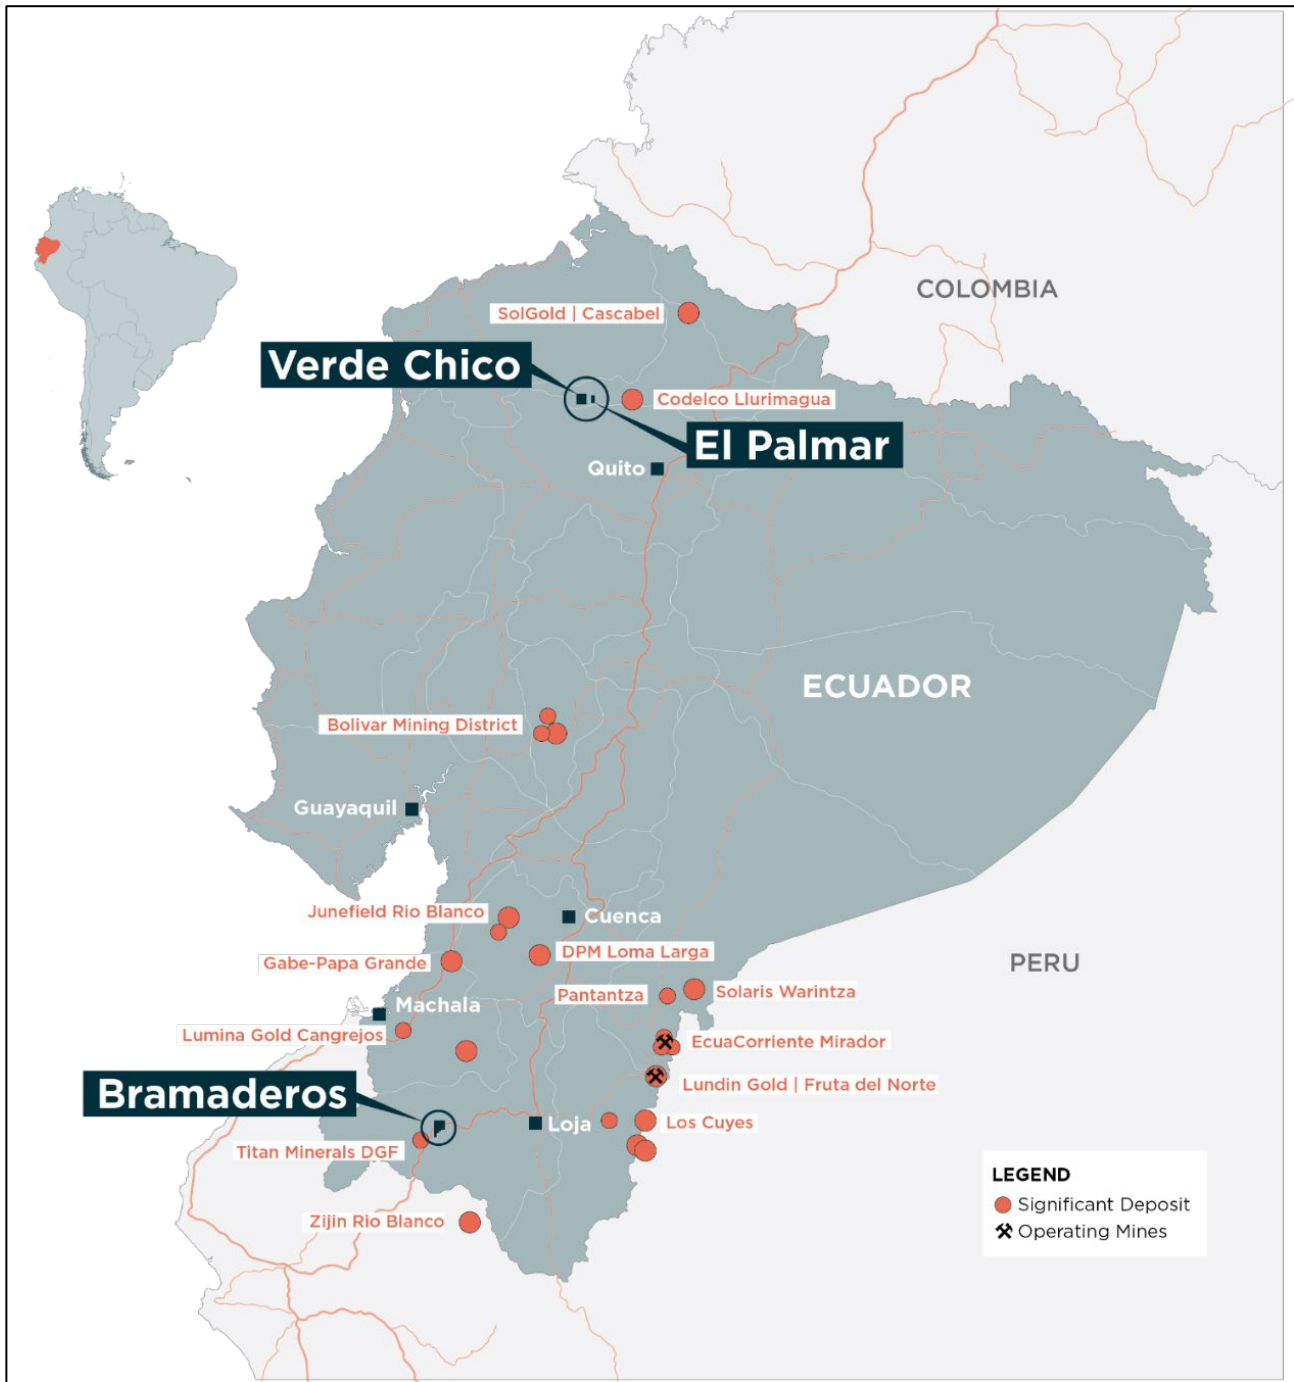 COLOMBIA
SolGold | Cascabel
Verde Chico
Codelco Llurimagua
El Palmar
Quito
ECUADOR
Bolivar Mining District
Guayaquil
Junefield Rio Blanco
Cuenca
DPM Loma Larga
Gabe-Papa Grande
PERU
Pantantza
Solaris Warintza
Machala
Lumina Gold Cangrejos
EcuaCorriente Mirador
Lundin Gold | Fruta del Norte
Bramaderos
Loja
Los Cuyes
Titan Minerals DGF
Zijin Rio Blanco
LEGEND
Significant Deposit
Operating Mines